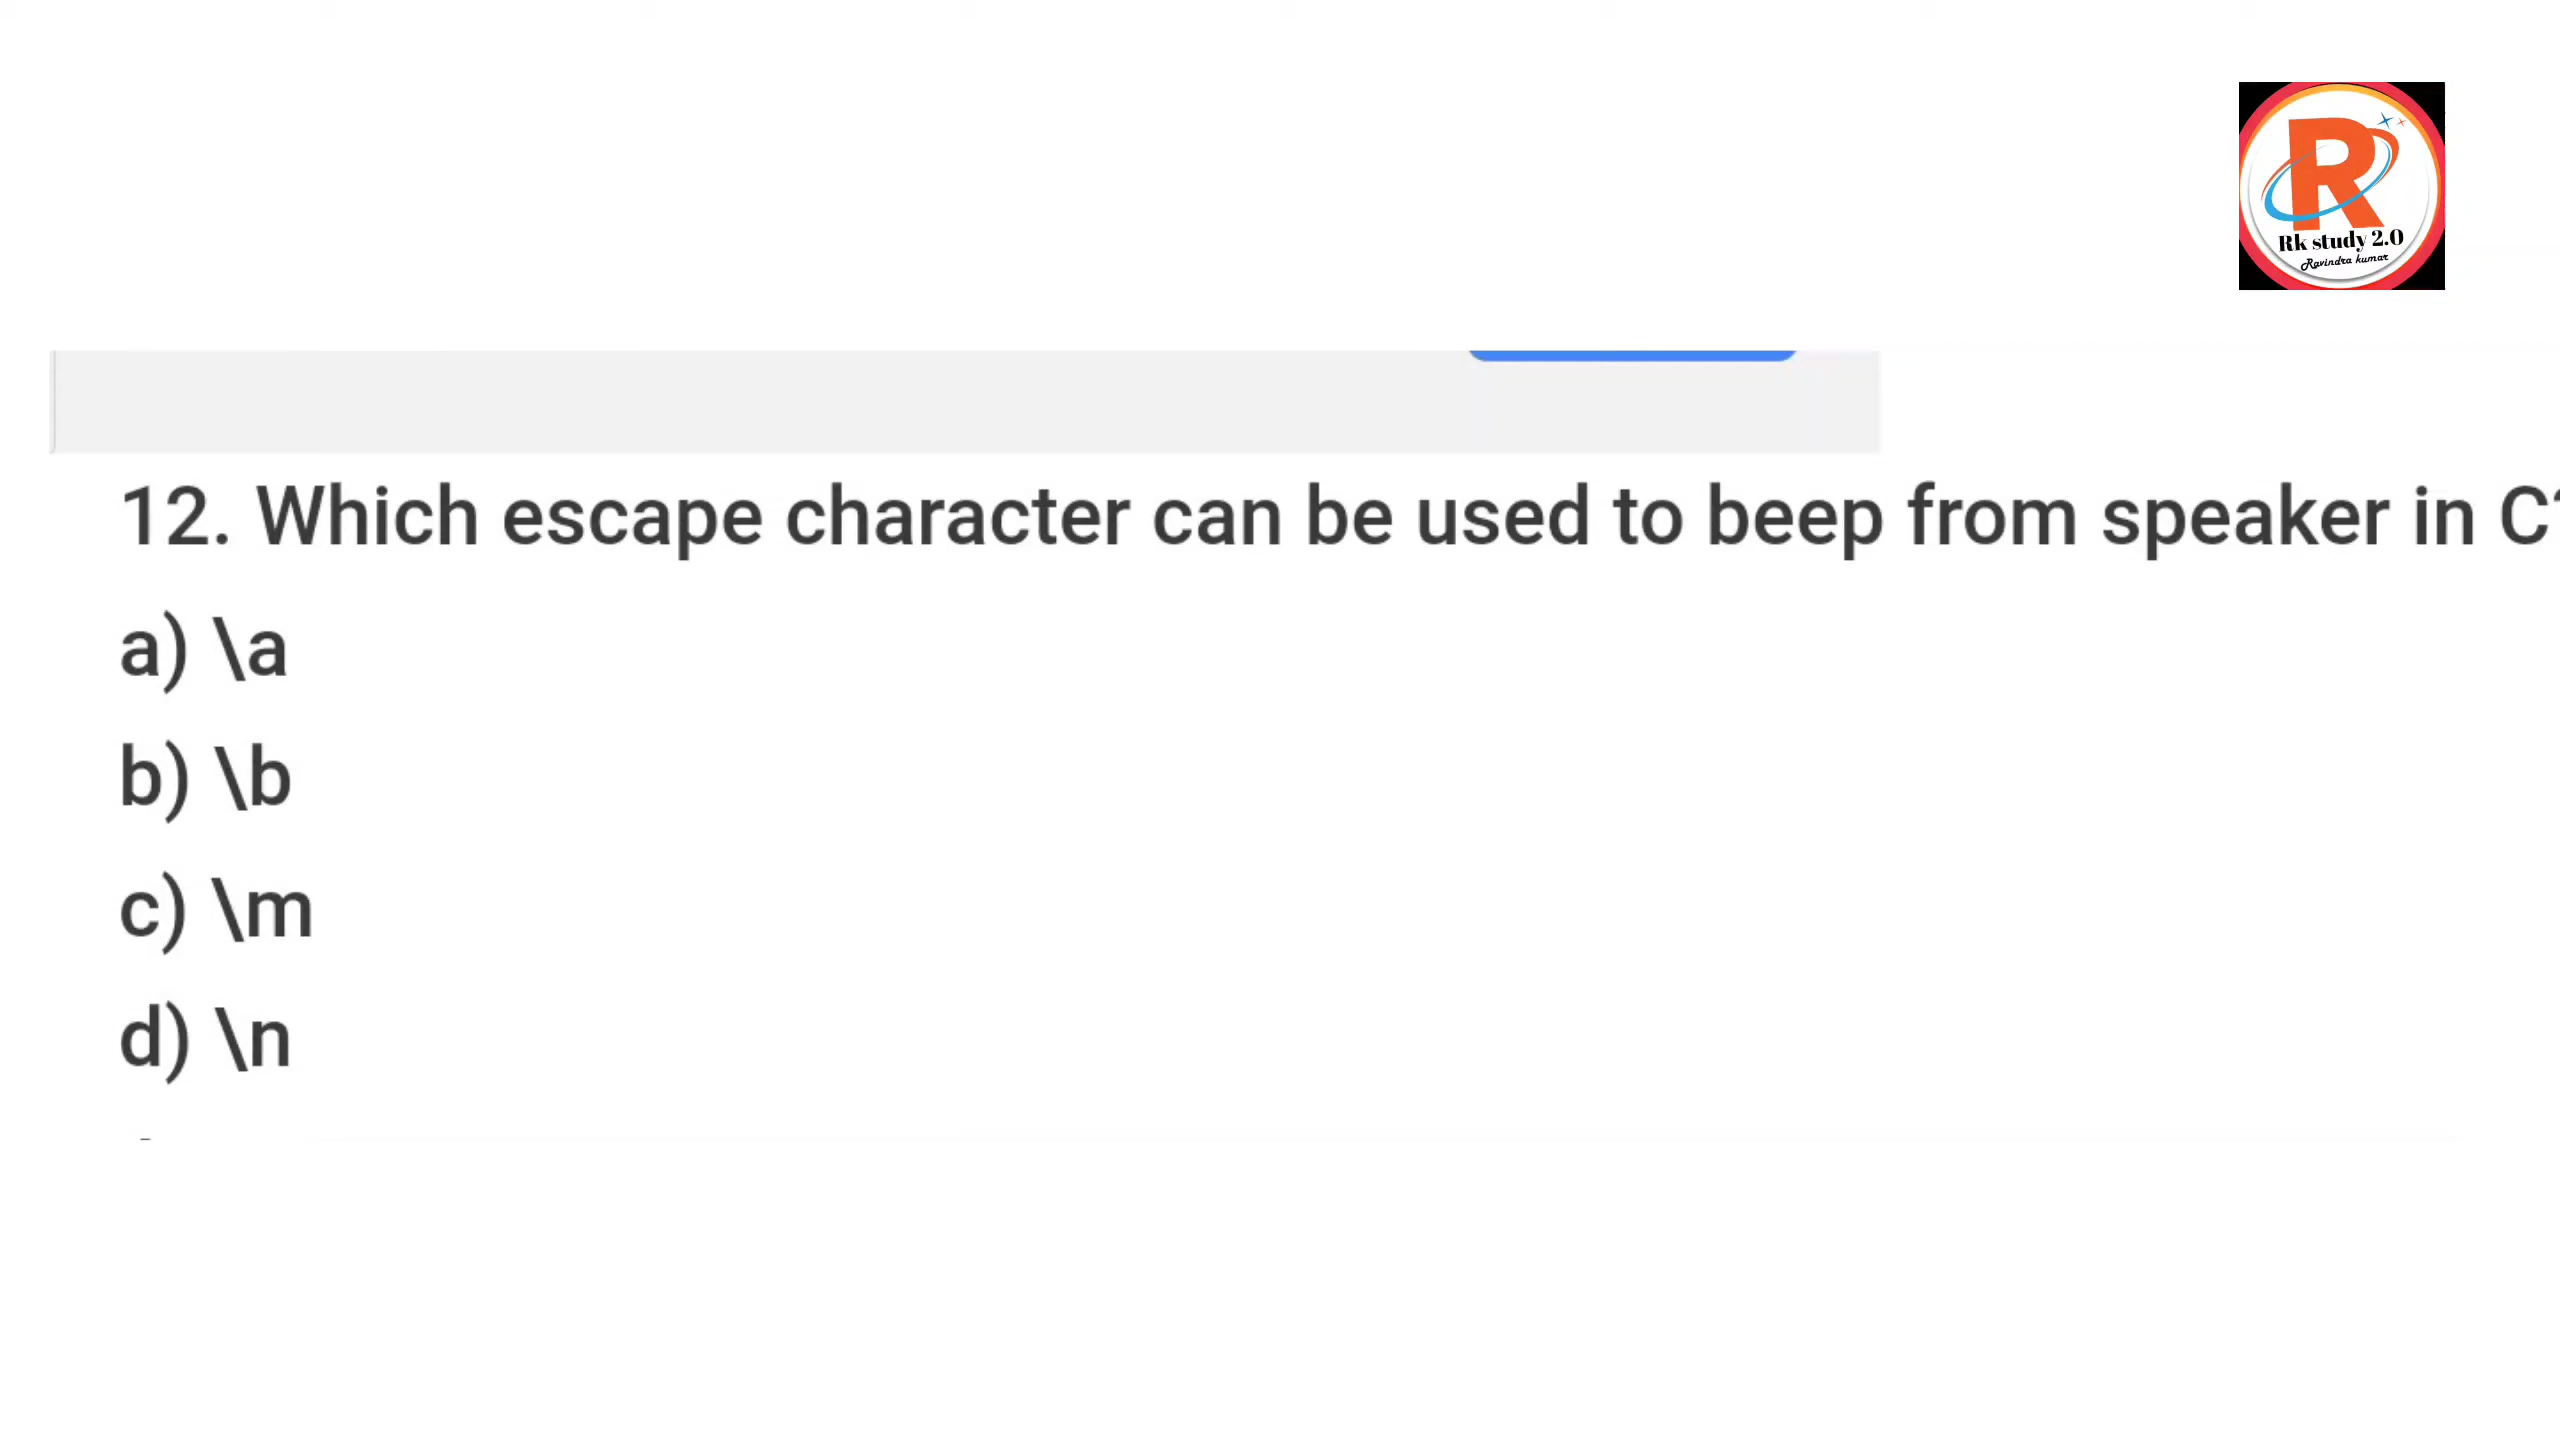 R
Rk study 2.0
Ravindra kumar
12. Which escape character can be used to beep from speaker in C?
a) \a
b) \b
c) \m
d) \n